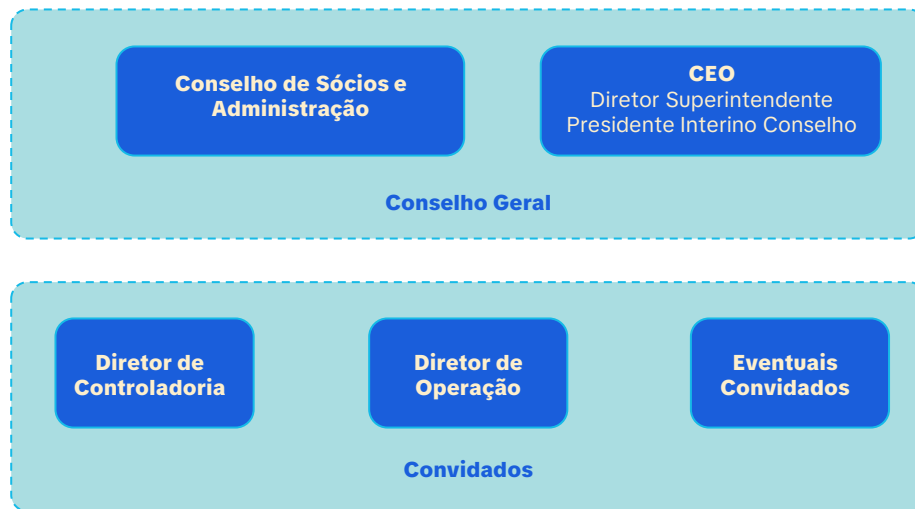 Conselho de Sócios e
Administração
CEO
Diretor Superintendente
Presidente Interino Conselho
Conselho Geral
Diretor de
Controladoria
Diretor de
Operação
Eventuais
Convidados
Convidados